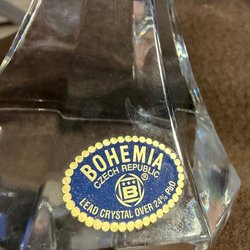 BOHEMIA
CZECH REPUBLIC
B ®
LEAD CRYSTAL OVER 24% PbO